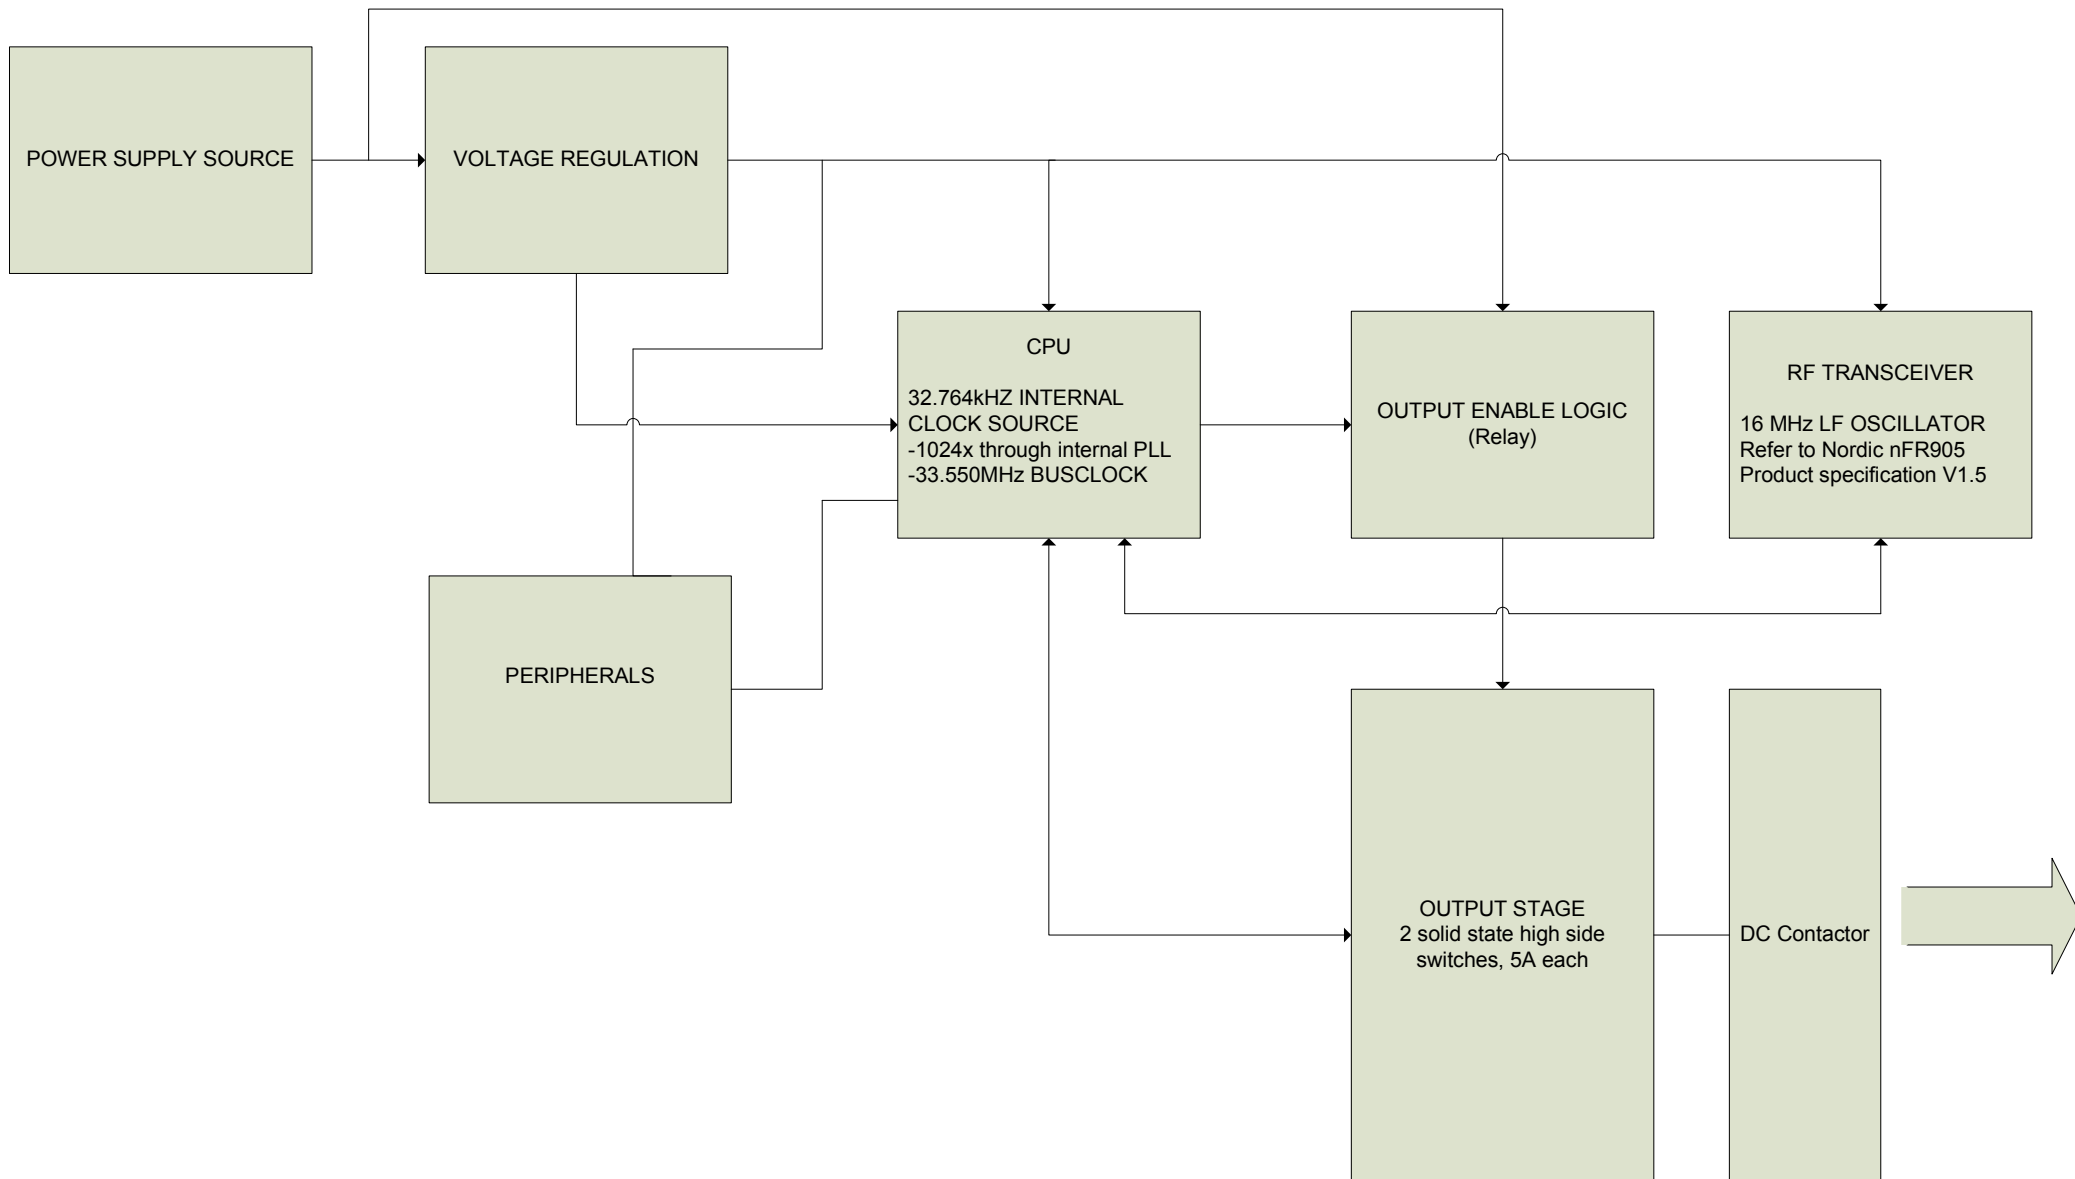 POWER SUPPLY SOURCE
VOLTAGE REGULATION
CPU
32.764kHZ INTERNAL
CLOCK SOURCE
-1024x through internal PLL
-33.550MHz BUSCLOCK
OUTPUT ENABLE LOGIC
(Relay)
RF TRANSCEIVER
16 MHz LF OSCILLATOR
Refer to Nordic nFR905
Product specification V1.5
PERIPHERALS
OUTPUT STAGE
2 solid state high side
switches, 5A each
DC Contactor